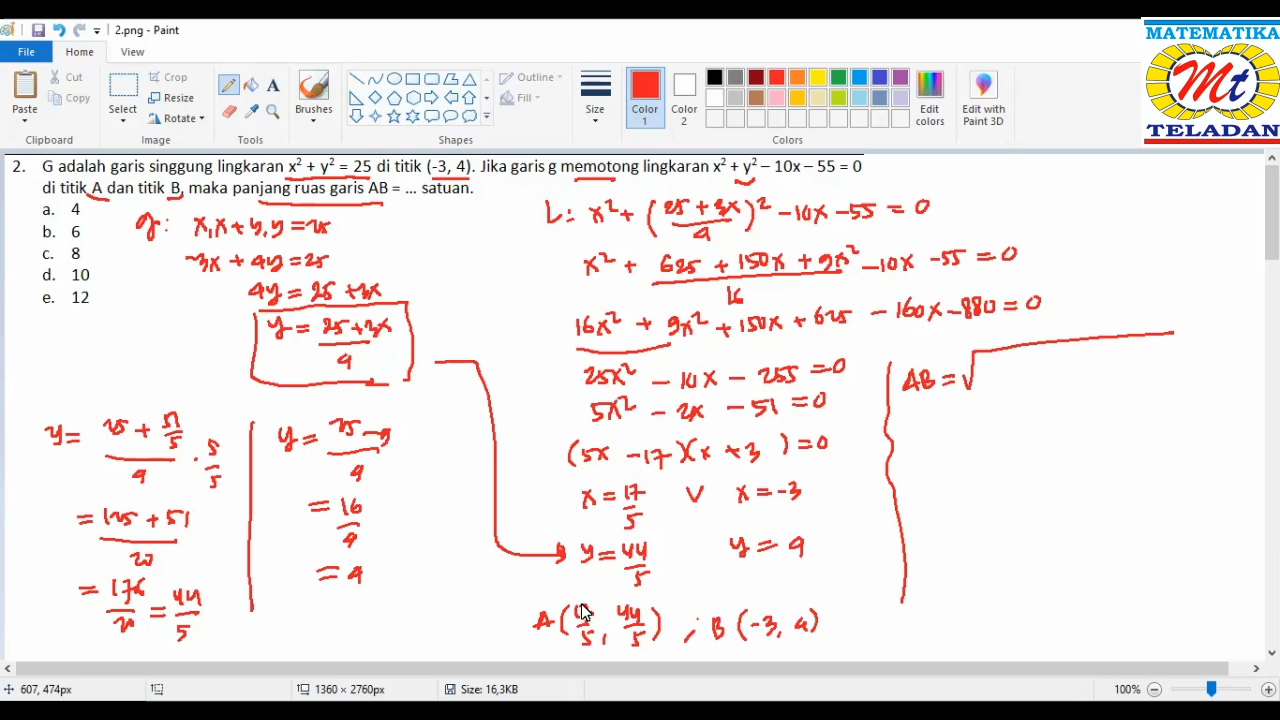 2.png - Paint
File Home View
Paste
Cut
Copy
Clipboard
Select
Crop
Resize
Rotate
Image
Tools
Brushes
Shapes
Outline
Fill
Size
Color 1
Color 2
Colors
Edit colors
Edit with Paint 3D
MATEMATIKA
Mt
TELADAN
2. G adalah garis singgung lingkaran x² + y² = 25 di titik (-3, 4). Jika garis g memotong lingkaran x² + y² – 10x – 55 = 0
di titik A dan titik B, maka panjang ruas garis AB = ... satuan.
a. 4
b. 6
c. 8
d. 10
e. 12
g: x₁x + y₁y = 25
-3x + 4y = 25
4y = 25 + 3x
y = (25 + 3x)/4
y = (25 + 51/5)/4 · 5/5
= (125 + 51)/20
= 176/20 = 44/5
y = (25 - 9)/4
= 16/4
= 4
L: x² + ((25 + 3x)/4)² - 10x - 55 = 0
x² + (625 + 150x + 9x²)/16 - 10x - 55 = 0
16x² + 9x² + 150x + 625 - 160x - 880 = 0
25x² - 10x - 255 = 0
5x² - 2x - 51 = 0
(5x - 17)(x + 3) = 0
x = 17/5 V x = -3
y = 44/5 y = 4
A( /5, 44/5) ; B(-3, 4)
AB = √
607, 474px
1360 × 2760px
Size: 16,3KB
100%